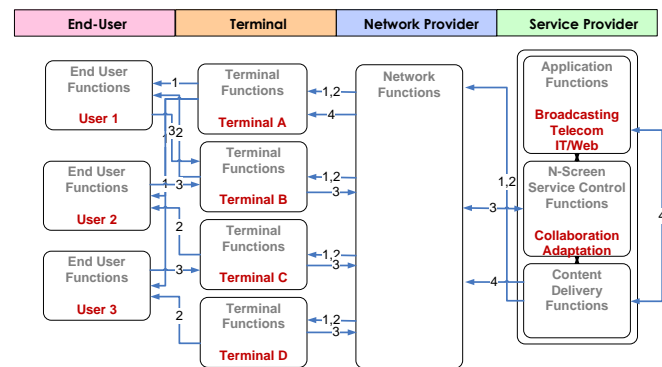 End-User
Terminal
Network Provider
Service Provider
End User
Functions
User 1
End User
Functions
User 2
End User
Functions
User 3
Terminal
Functions
Terminal A
Terminal
Functions
Terminal B
Terminal
Functions
Terminal C
Terminal
Functions
Terminal D
Network
Functions
Application
Functions
Broadcasting
Telecom
IT/Web
N-Screen
Service Control
Functions
Collaboration
Adaptation
Content
Delivery
Functions
1
3
2
1
1
3
2
3
2
1,2
4
1,2
3
1,2
3
1,2
3
1,2
3
4
4